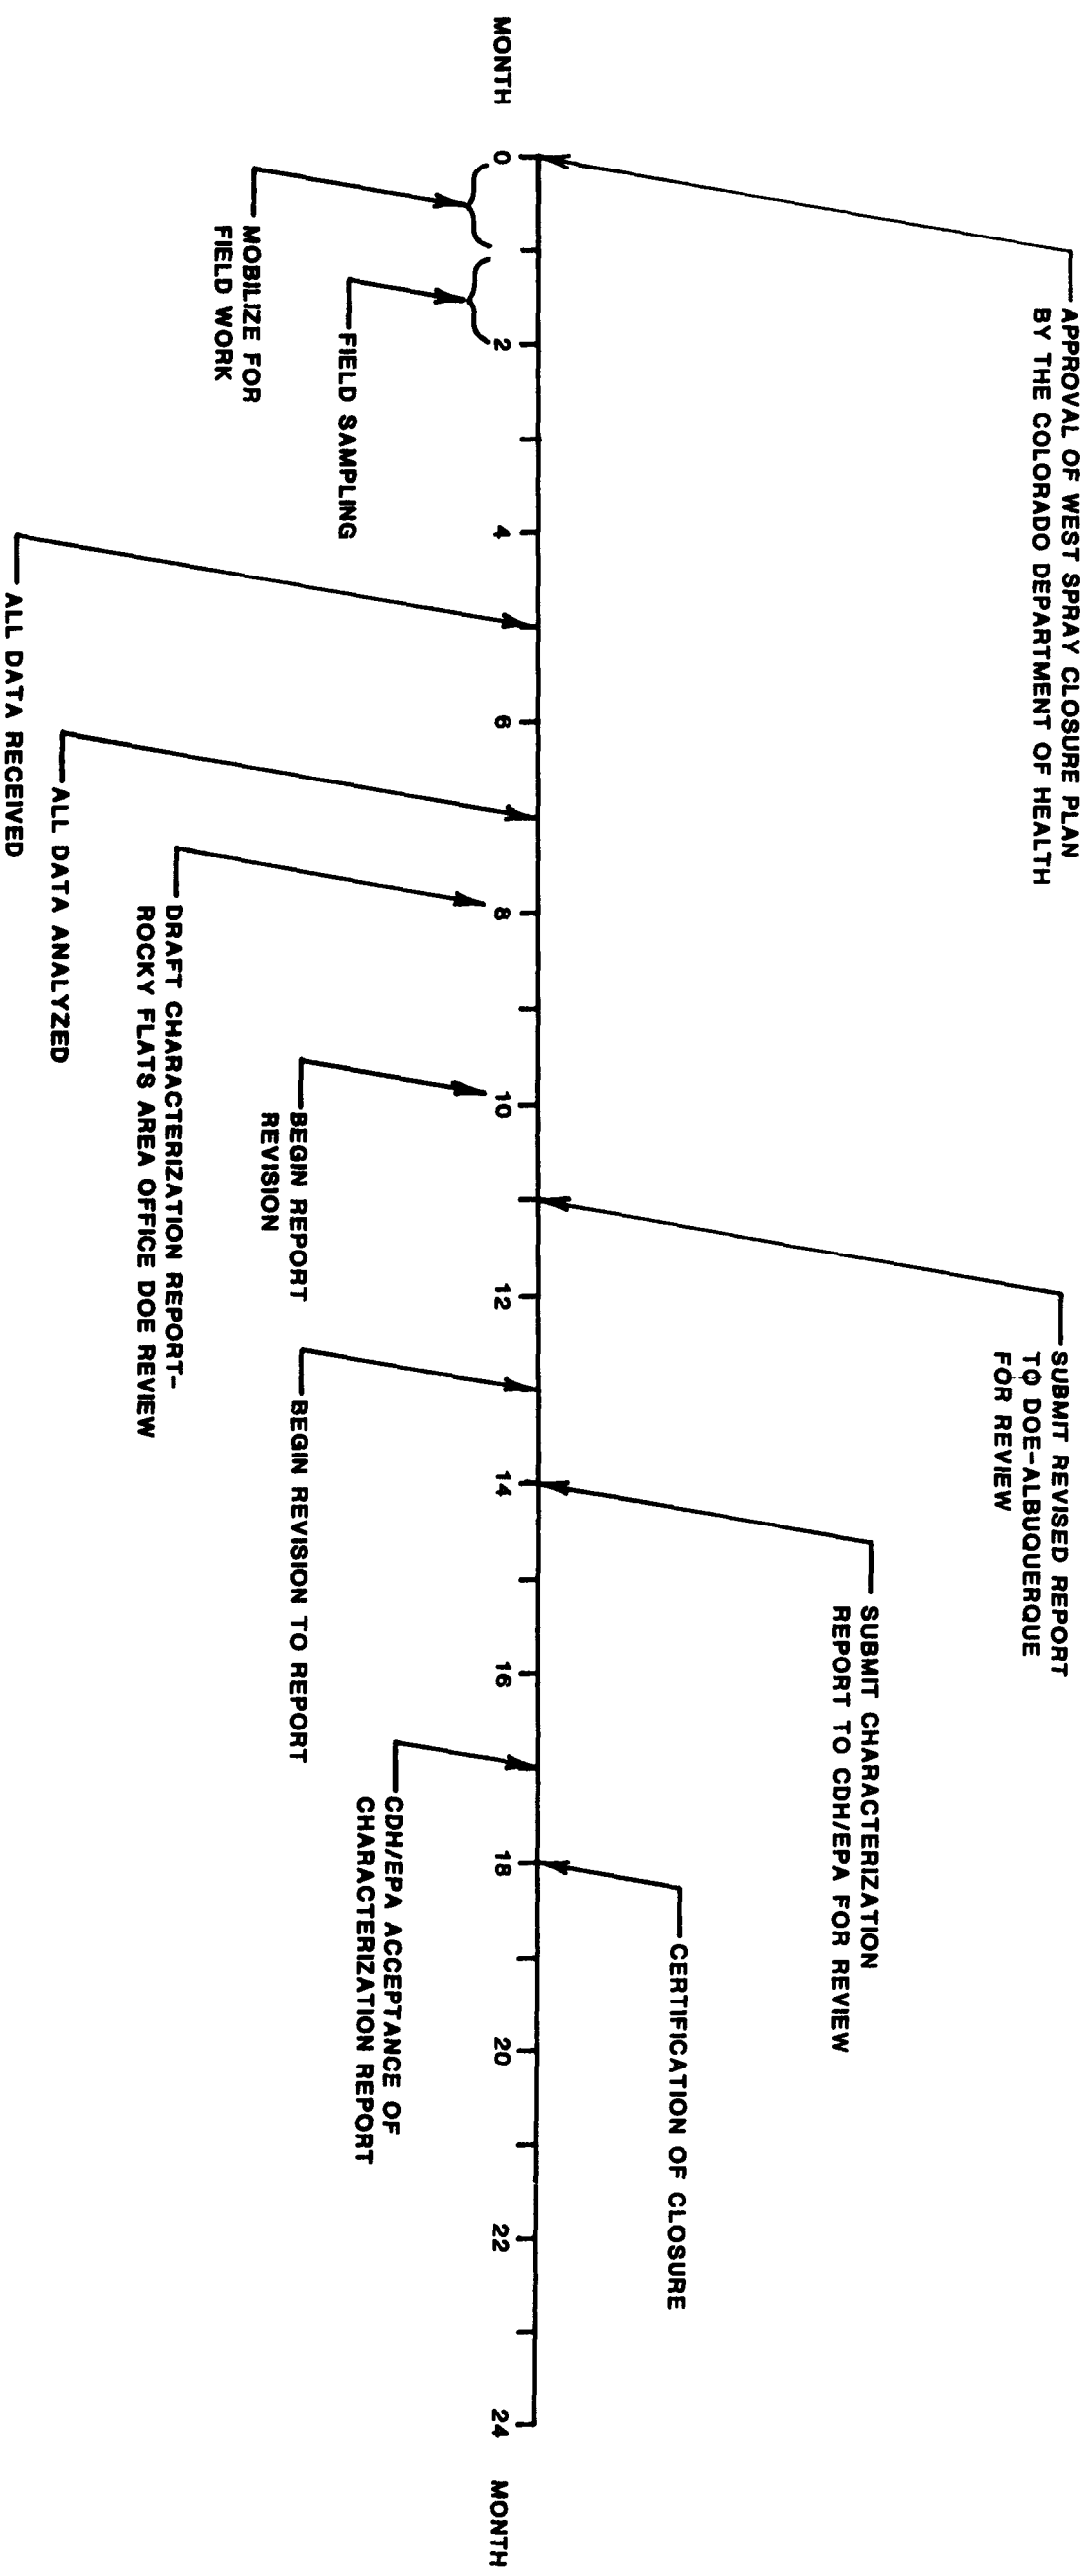 APPROVAL OF WEST SPRAY CLOSURE PLAN
BY THE COLORADO DEPARTMENT OF HEALTH
SUBMIT REVISED REPORT
TO DOE-ALBUQUERQUE
FOR REVIEW
SUBMIT CHARACTERIZATION
REPORT TO CDH/EPA FOR REVIEW
CERTIFICATION OF CLOSURE
MONTH 0 2 4 6 8 10 12 14 16 18 20 22 24 MONTH
MOBILIZE FOR
FIELD WORK
FIELD SAMPLING
ALL DATA RECEIVED
ALL DATA ANALYZED
DRAFT CHARACTERIZATION REPORT-
ROCKY FLATS AREA OFFICE DOE REVIEW
BEGIN REPORT
REVISION
BEGIN REVISION TO REPORT
CDH/EPA ACCEPTANCE OF
CHARACTERIZATION REPORT